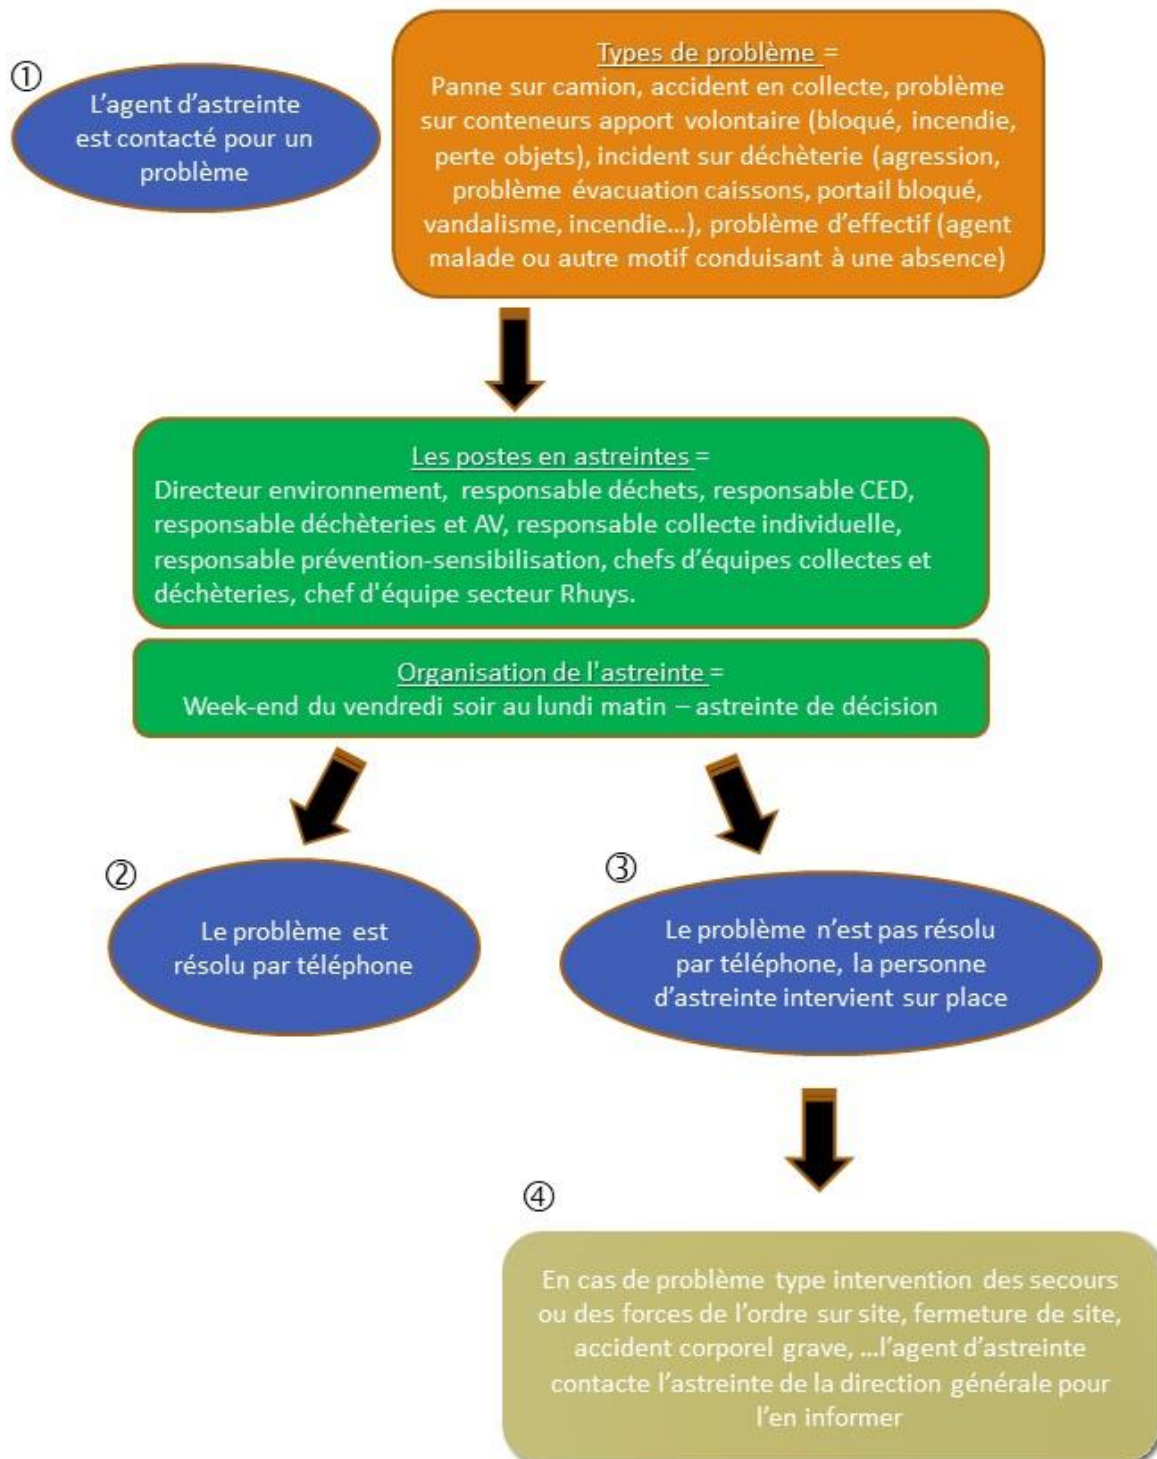 ①
L’agent d’astreinte
est contacté pour un
problème
Types de problème =
Panne sur camion, accident en collecte, problème
sur conteneurs apport volontaire (bloqué, incendie,
perte objets), incident sur déchèterie (agression,
problème évacuation caissons, portail bloqué,
vandalisme, incendie…), problème d’effectif (agent
malade ou autre motif conduisant à une absence)
Les postes en astreintes =
Directeur environnement, responsable déchets, responsable CED,
responsable déchèteries et AV, responsable collecte individuelle,
responsable prévention-sensibilisation, chefs d’équipes collectes et
déchèteries, chef d'équipe secteur Rhuys.
Organisation de l'astreinte =
Week-end du vendredi soir au lundi matin – astreinte de décision
②
Le problème est
résolu par téléphone
③
Le problème n’est pas résolu
par téléphone, la personne
d’astreinte intervient sur place
④
En cas de problème type intervention des secours
ou des forces de l’ordre sur site, fermeture de site,
accident corporel grave, …l’agent d’astreinte
contacte l’astreinte de la direction générale pour
l’en informer